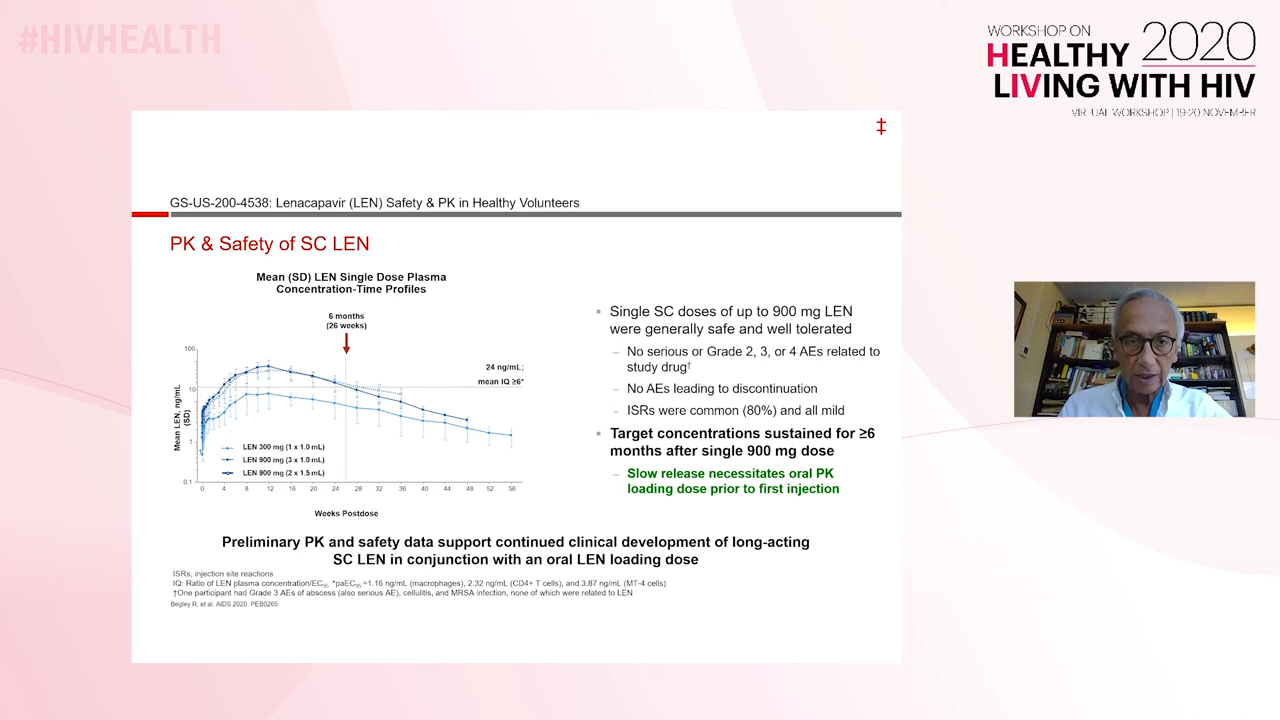 #HIVHEALTH
WORKSHOP ON
HEALTHY 2020
LIVING WITH HIV
VIRTUAL WORKSHOP | 19-20 NOVEMBER
‡
GS-US-200-4538: Lenacapavir (LEN) Safety & PK in Healthy Volunteers
PK & Safety of SC LEN
Mean (SD) LEN Single Dose Plasma
Concentration-Time Profiles
6 months
(26 weeks)
100
10
1
0.1
Mean LEN, ng/mL
(SD)
24 ng/mL;
mean IQ ≥6*
LEN 300 mg (1 x 1.0 mL)
LEN 900 mg (3 x 1.0 mL)
LEN 900 mg (2 x 1.5 mL)
0 4 8 12 16 20 24 28 32 36 40 44 48 52 56
Weeks Postdose
▪ Single SC doses of up to 900 mg LEN
were generally safe and well tolerated
– No serious or Grade 2, 3, or 4 AEs related to
study drug†
– No AEs leading to discontinuation
– ISRs were common (80%) and all mild
▪ Target concentrations sustained for ≥6
months after single 900 mg dose
– Slow release necessitates oral PK
loading dose prior to first injection
Preliminary PK and safety data support continued clinical development of long-acting
SC LEN in conjunction with an oral LEN loading dose
ISRs, injection site reactions
IQ: Ratio of LEN plasma concentration/EC95 *paEC95 =1.16 ng/mL (macrophages), 2.32 ng/mL (CD4+ T cells), and 3.87 ng/mL (MT-4 cells)
†One participant had Grade 3 AEs of abscess (also serious AE), cellulitis, and MRSA infection, none of which were related to LEN
Begley R, et al. AIDS 2020. PEB0265